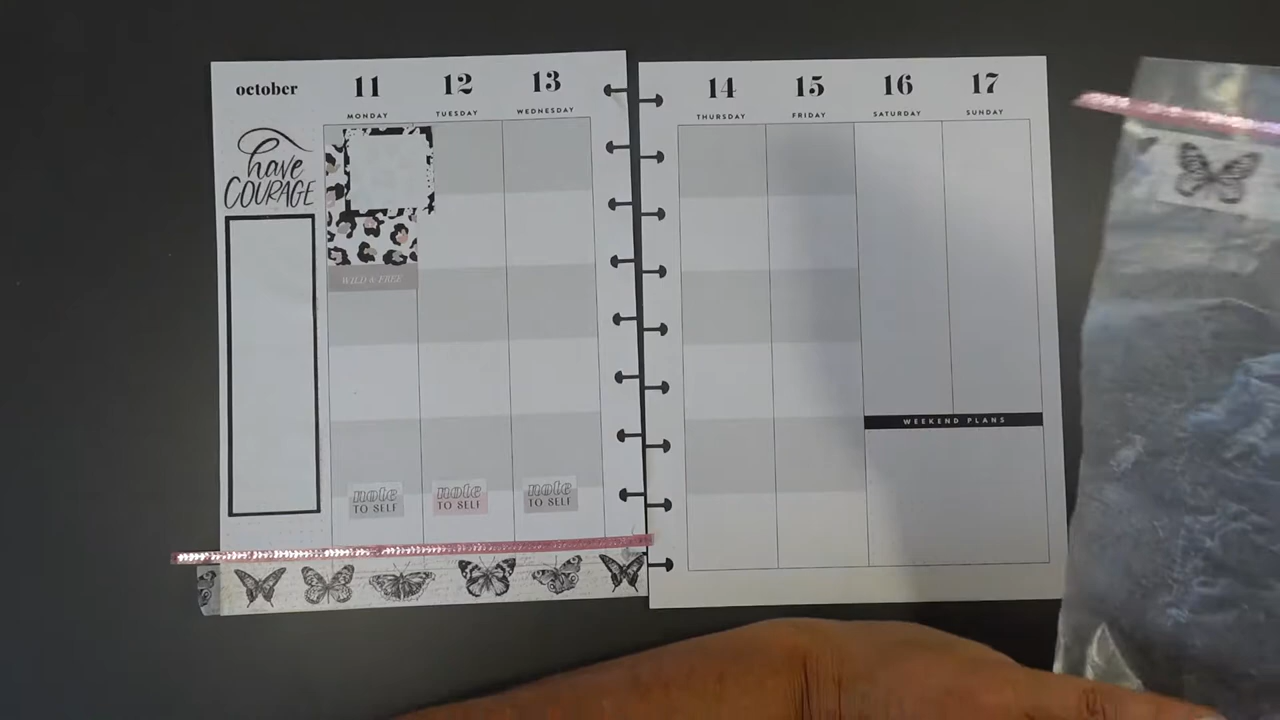 october
11
MONDAY
12
TUESDAY
13
WEDNESDAY
14
THURSDAY
15
FRIDAY
16
SATURDAY
17
SUNDAY
have
COURAGE
WILD & FREE
WEEKEND PLANS
note
TO SELF
note
TO SELF
note
TO SELF